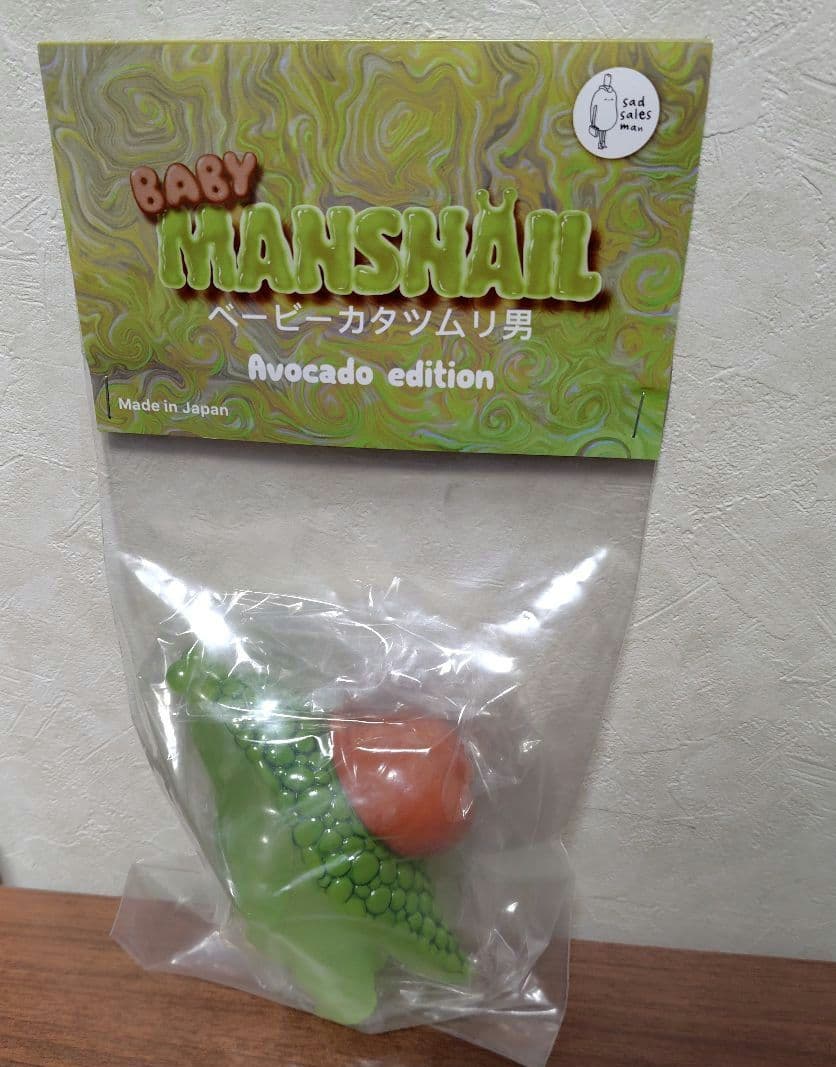 sad
sales
man
BABY
MANSNAIL
ベービーカタツムリ男
Avocado edition
Made in Japan